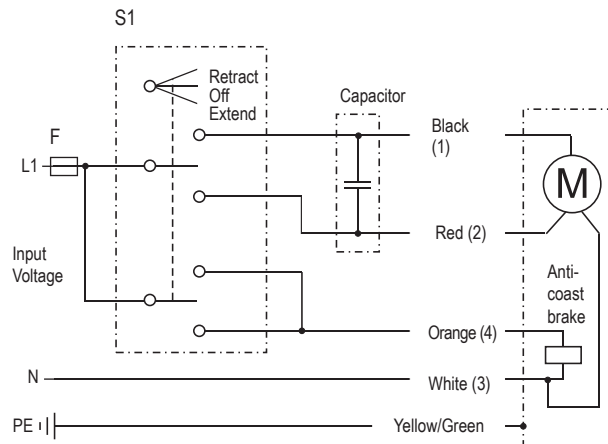 S1
Retract
Off
Extend
Capacitor
F
L1
Black
(1)
M
Red (2)
Input
Voltage
Anti-
coast
brake
Orange (4)
N
White (3)
PE
Yellow/Green